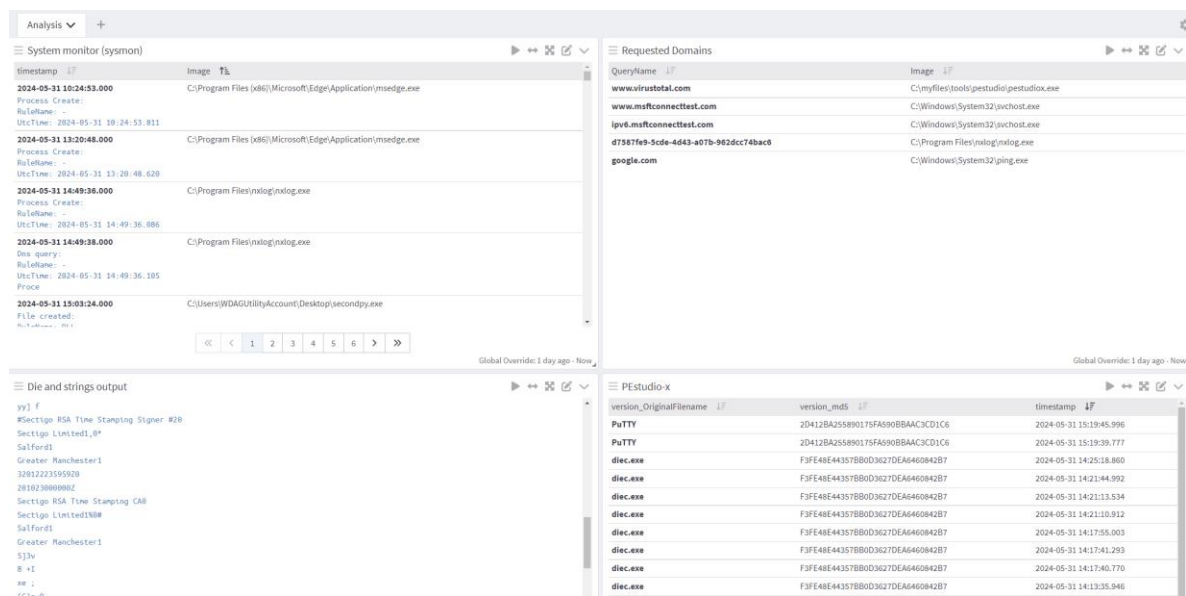 Analysis
System monitor (sysmon)
timestamp Image
2024-05-31 10:24:53.000 C:\Program Files (x86)\Microsoft\Edge\Application\msedge.exe
Process Create:
RuleName: -
UtcTime: 2024-05-31 10:24:53.011
2024-05-31 13:20:48.000 C:\Program Files (x86)\Microsoft\Edge\Application\msedge.exe
Process Create:
RuleName: -
UtcTime: 2024-05-31 13:20:48.620
2024-05-31 14:49:36.000 C:\Program Files\nxlog\nxlog.exe
Process Create:
RuleName: -
UtcTime: 2024-05-31 14:49:36.086
2024-05-31 14:49:38.000 C:\Program Files\nxlog\nxlog.exe
Dns query:
RuleName: -
UtcTime: 2024-05-31 14:49:36.105
Proce
2024-05-31 15:03:24.000 C:\Users\WDAGUtilityAccount\Desktop\secondpy.exe
File created:
RuleName: DLL
1 2 3 4 5 6
Global Override: 1 day ago - Now
Requested Domains
QueryName Image
www.virustotal.com C:\myfiles\tools\pestudio\pestudiox.exe
www.msftconnecttest.com C:\Windows\System32\svchost.exe
ipv6.msftconnecttest.com C:\Windows\System32\svchost.exe
d7587fe9-5cde-4d43-a07b-962dcc74bac6 C:\Program Files\nxlog\nxlog.exe
google.com C:\Windows\System32\ping.exe
Global Override: 1 day ago - Now
Die and strings output
yy] f
#Sectigo RSA Time Stamping Signer #20
Sectigo Limited1,0*
Salford1
Greater Manchester1
320122235959Z0
201023000000Z
Sectigo RSA Time Stamping CA0
Sectigo Limited1%0#
Salford1
Greater Manchester1
S]3v
B +I
xe ;
PEstudio-x
version_OriginalFilename version_md5 timestamp
PuTTY 2D412BA255890175FA590BBAAC3CD1C6 2024-05-31 15:19:45.996
PuTTY 2D412BA255890175FA590BBAAC3CD1C6 2024-05-31 15:19:39.777
diec.exe F3FE48E44357BB0D3627DEA6460842B7 2024-05-31 14:25:18.860
diec.exe F3FE48E44357BB0D3627DEA6460842B7 2024-05-31 14:21:44.992
diec.exe F3FE48E44357BB0D3627DEA6460842B7 2024-05-31 14:21:13.534
diec.exe F3FE48E44357BB0D3627DEA6460842B7 2024-05-31 14:21:10.912
diec.exe F3FE48E44357BB0D3627DEA6460842B7 2024-05-31 14:17:55.003
diec.exe F3FE48E44357BB0D3627DEA6460842B7 2024-05-31 14:17:41.293
diec.exe F3FE48E44357BB0D3627DEA6460842B7 2024-05-31 14:17:40.770
diec.exe F3FE48E44357BB0D3627DEA6460842B7 2024-05-31 14:13:35.946